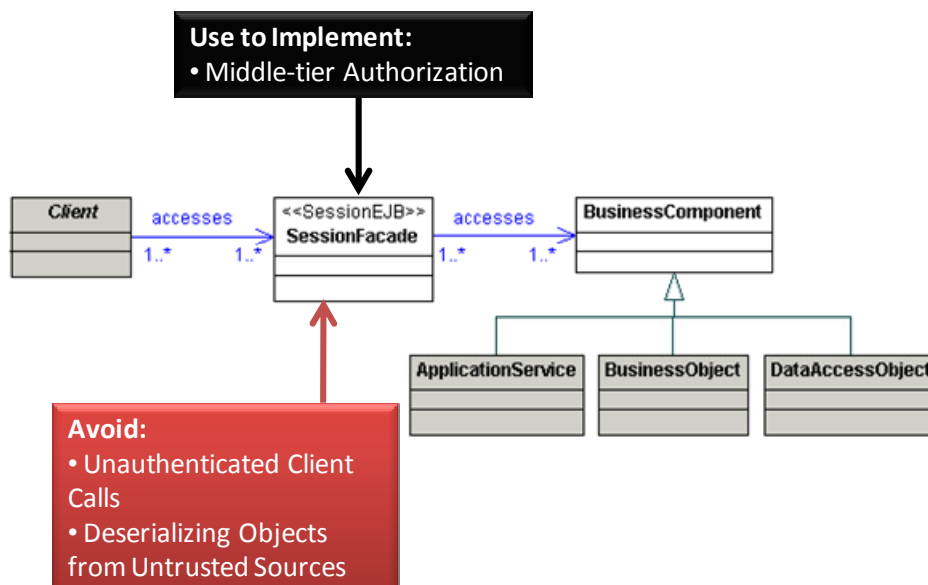 Use to Implement:
• Middle-tier Authorization
Client
accesses
1..*
1..*
<<SessionEJB>>
SessionFacade
accesses
1..*
1..*
BusinessComponent
ApplicationService
BusinessObject
DataAccessObject
Avoid:
• Unauthenticated Client
Calls
• Deserializing Objects
from Untrusted Sources